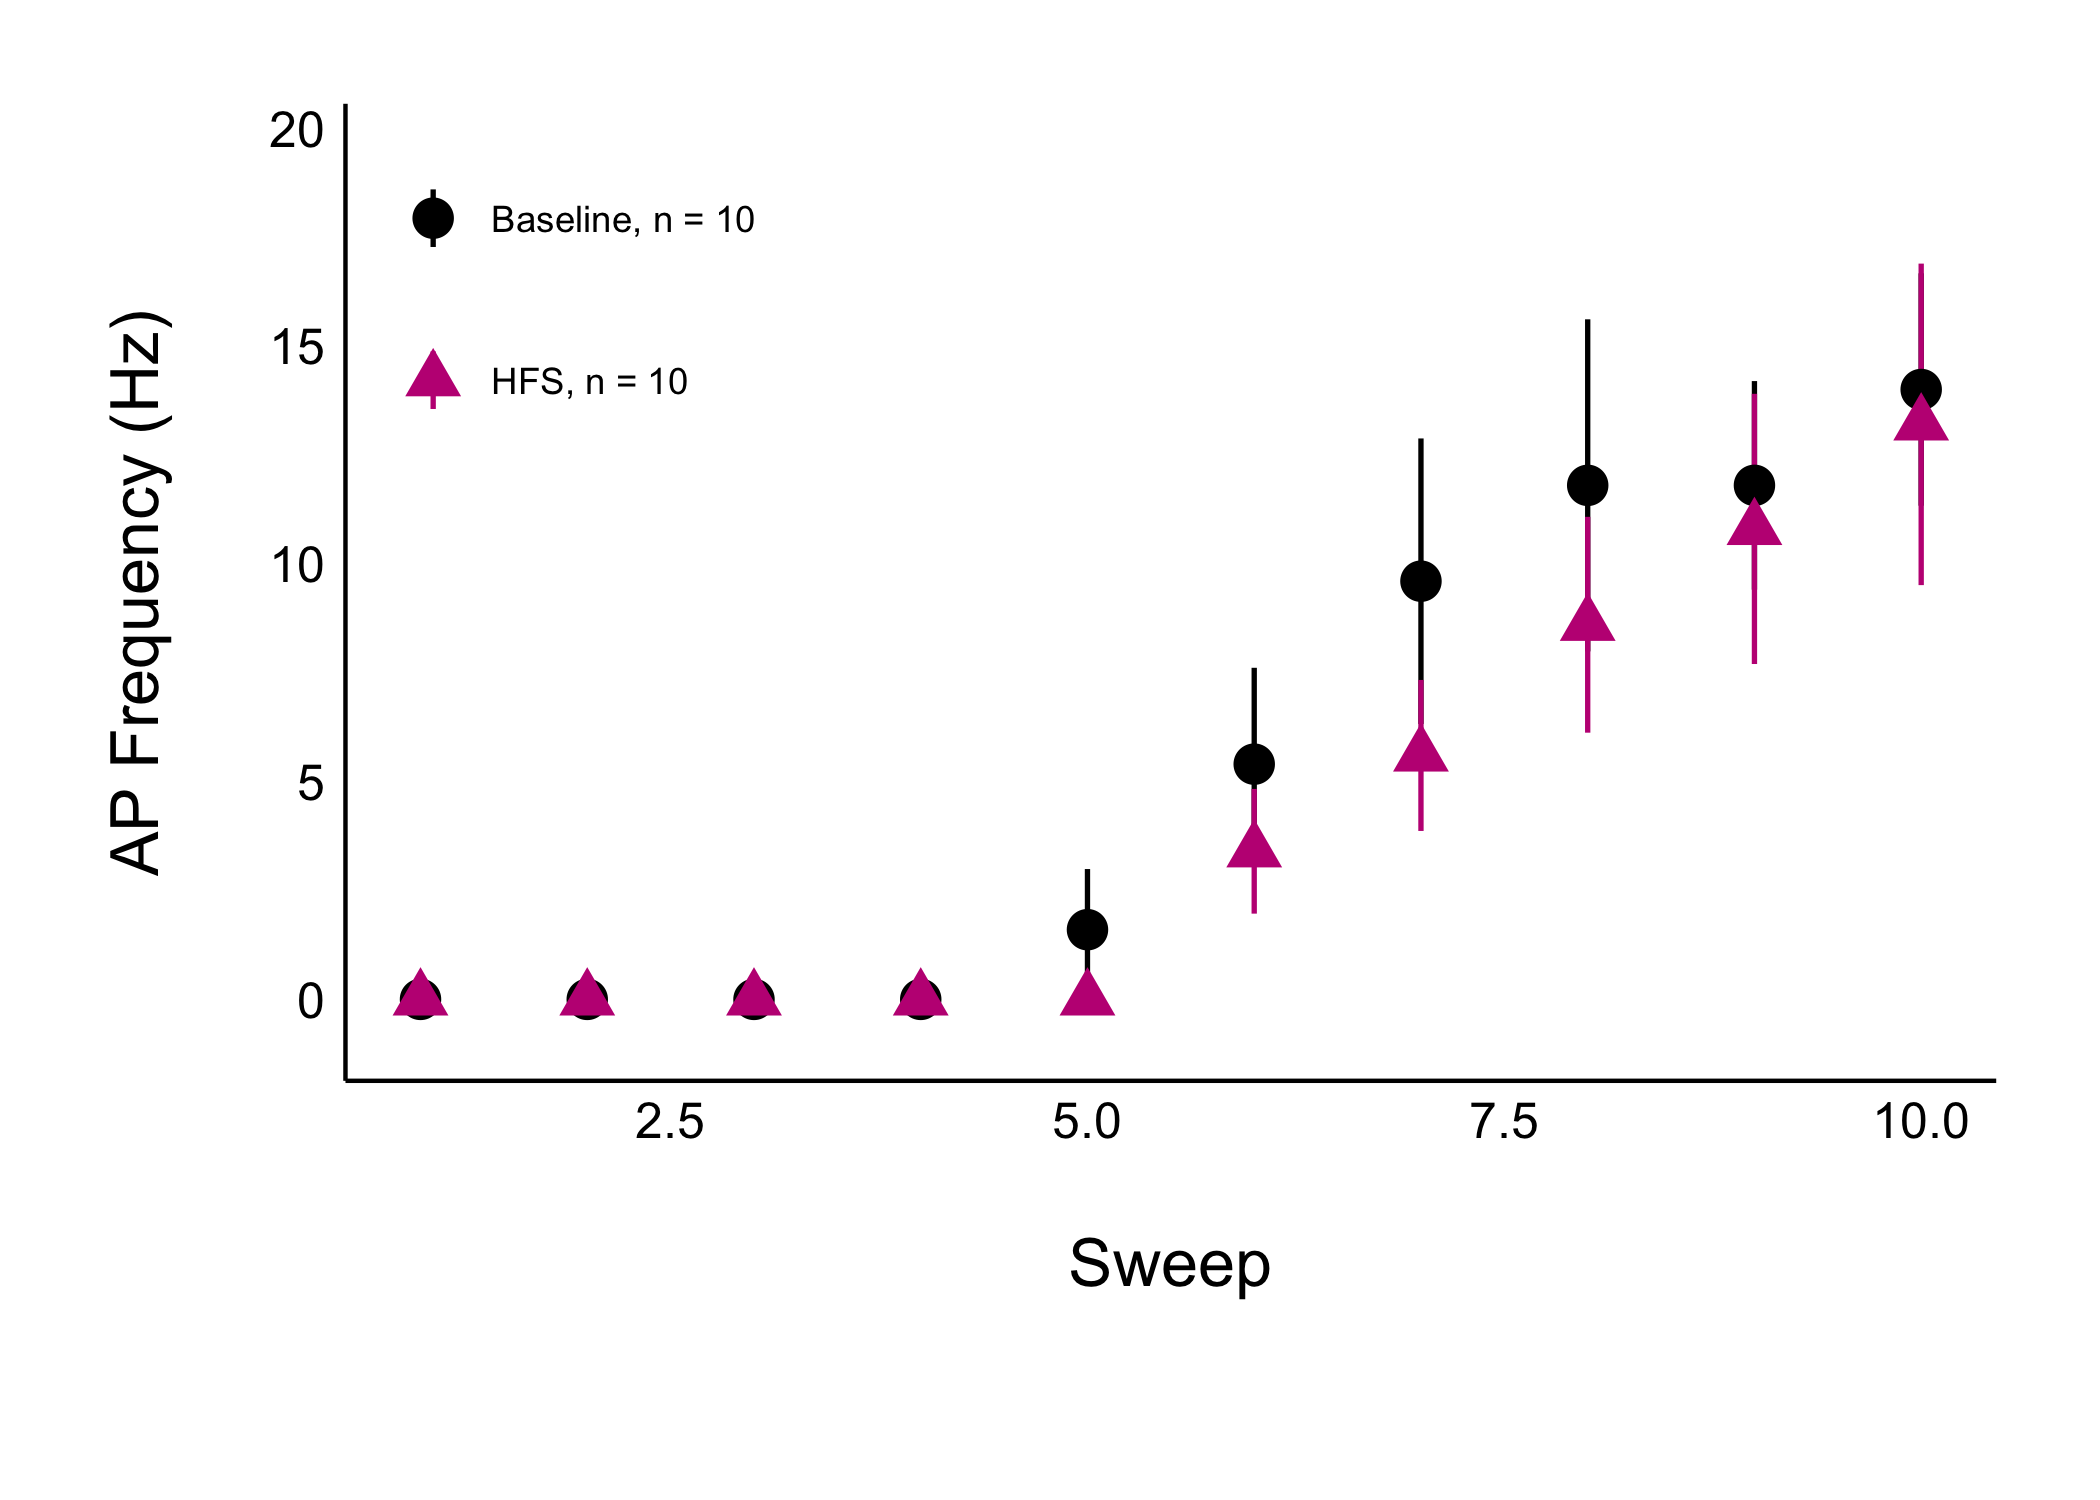 20
15
10
5
0
AP Frequency (Hz)
Baseline, n = 10
HFS, n = 10
2.5 5.0 7.5 10.0
Sweep